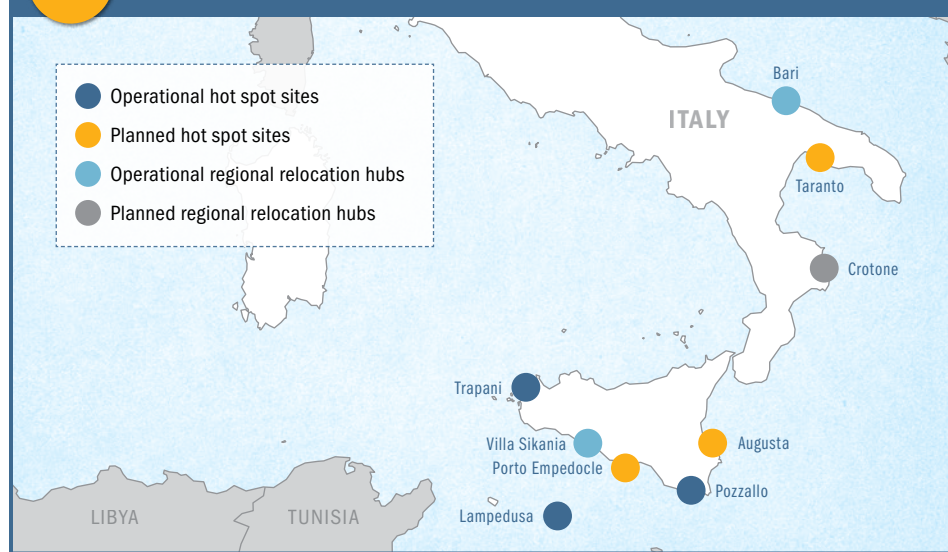 Operational hot spot sites
Planned hot spot sites
Operational regional relocation hubs
Planned regional relocation hubs
Bari
ITALY
Taranto
Crotone
Trapani
Villa Sikania
Augusta
Porto Empedocle
Pozzallo
Lampedusa
LIBYA
TUNISIA